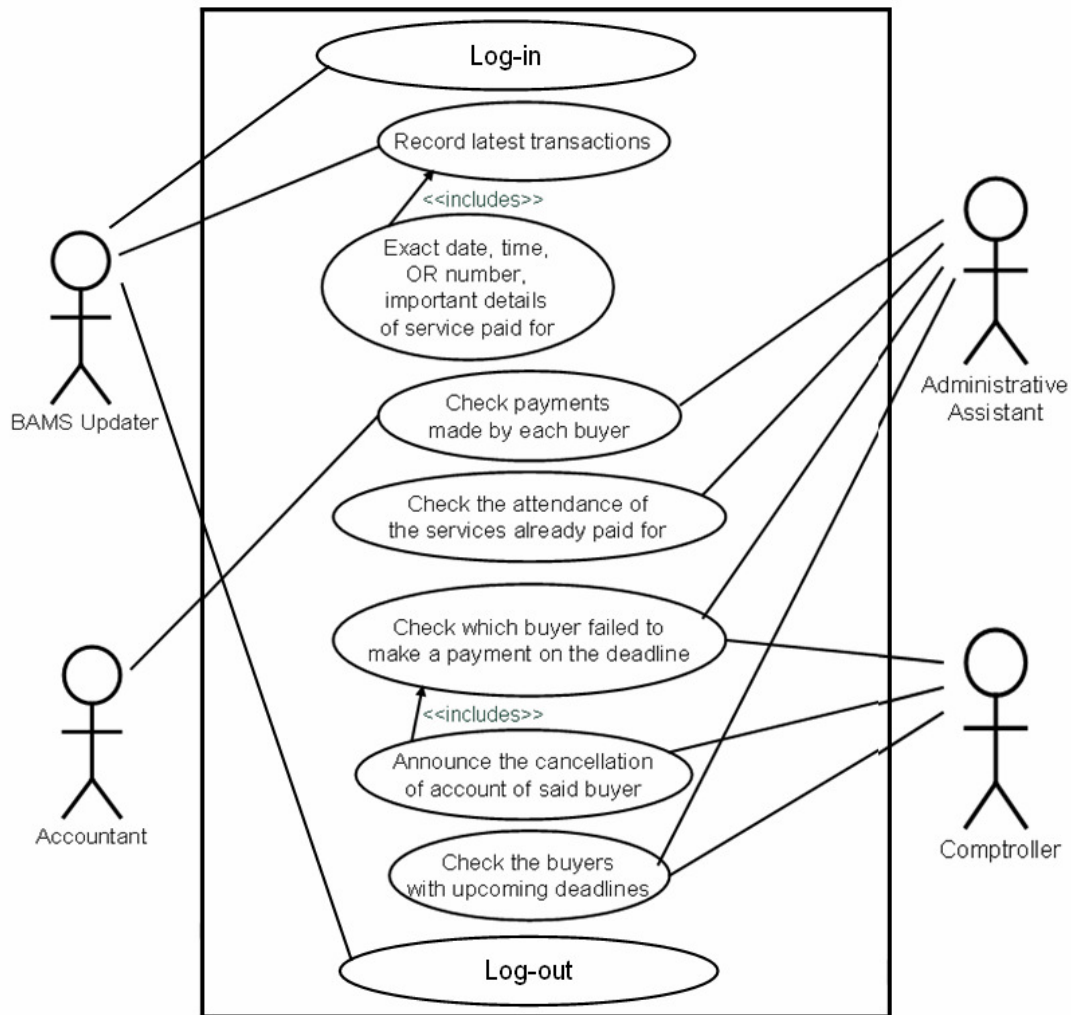 Log-in
Record latest transactions
<<includes>>
Exact date, time,
OR number,
important details
of service paid for
BAMS Updater
Administrative
Assistant
Check payments
made by each buyer
Check the attendance of
the services already paid for
Check which buyer failed to
make a payment on the deadline
<<includes>>
Announce the cancellation
of account of said buyer
Accountant
Comptroller
Check the buyers
with upcoming deadlines
Log-out